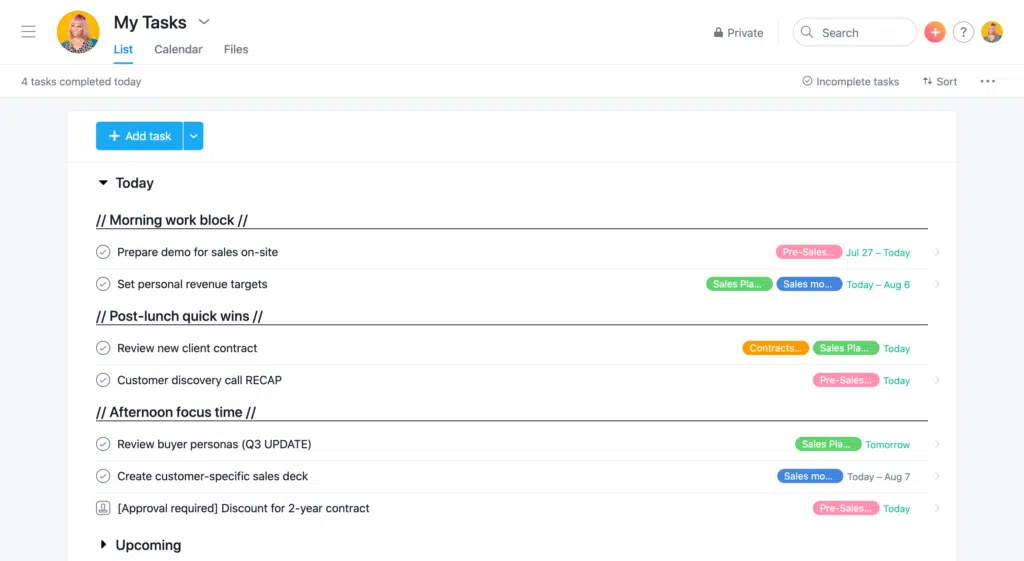 My Tasks
List Calendar Files
Private
Search
?
4 tasks completed today
Incomplete tasks
Sort
+ Add task
Today
// Morning work block //
Prepare demo for sales on-site Pre-Sales... Jul 27 – Today
Set personal revenue targets Sales Pla... Sales mo... Today – Aug 6
// Post-lunch quick wins //
Review new client contract Contracts... Sales Pla... Today
Customer discovery call RECAP Pre-Sales... Today
// Afternoon focus time //
Review buyer personas (Q3 UPDATE) Sales Pla... Tomorrow
Create customer-specific sales deck Sales mo... Today – Aug 7
[Approval required] Discount for 2-year contract Pre-Sales... Today
Upcoming